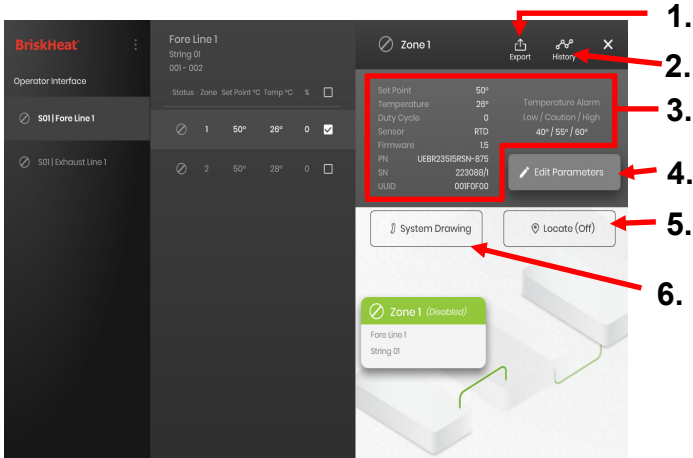 BriskHeat
Operator Interface
S01 | Fore Line 1
S01 | Exhaust Line 1
Fore Line 1
String 01
001 - 002
Status Zone Set Point °C Temp °C %
1 50° 26° 0
2 50° 28° 0
Zone 1
Export
History
Set Point 50°
Temperature 26°
Duty Cycle 0
Sensor RTD
Firmware 1.5
PN UEBR23515RSN-875
SN 223088/1
UUID 001F0F00
Temperature Alarm
Low / Caution / High
40° / 55° / 60°
Edit Parameters
System Drawing
Locate (Off)
Zone 1 (Disabled)
Fore Line 1
String 01
1.
2.
3.
4.
5.
6.